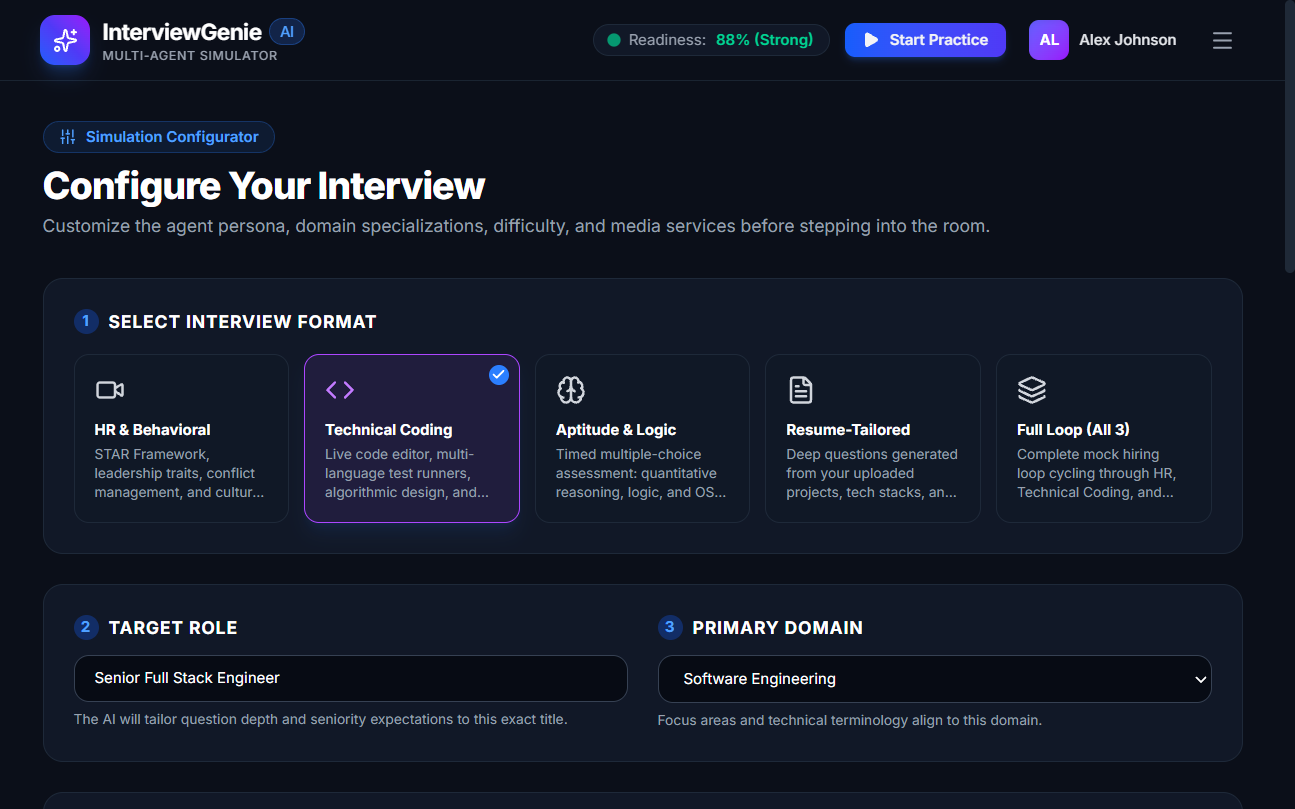 InterviewGenie AI
MULTI-AGENT SIMULATOR
Readiness: 88% (Strong)
Start Practice
AL
Alex Johnson
Simulation Configurator
Configure Your Interview
Customize the agent persona, domain specializations, difficulty, and media services before stepping into the room.
1 SELECT INTERVIEW FORMAT
HR & Behavioral
STAR Framework,
leadership traits, conflict
management, and cultur...
Technical Coding
Live code editor, multi-
language test runners,
algorithmic design, and...
Aptitude & Logic
Timed multiple-choice
assessment: quantitative
reasoning, logic, and OS...
Resume-Tailored
Deep questions generated
from your uploaded
projects, tech stacks, an...
Full Loop (All 3)
Complete mock hiring
loop cycling through HR,
Technical Coding, and...
2 TARGET ROLE
Senior Full Stack Engineer
The AI will tailor question depth and seniority expectations to this exact title.
3 PRIMARY DOMAIN
Software Engineering
Focus areas and technical terminology align to this domain.